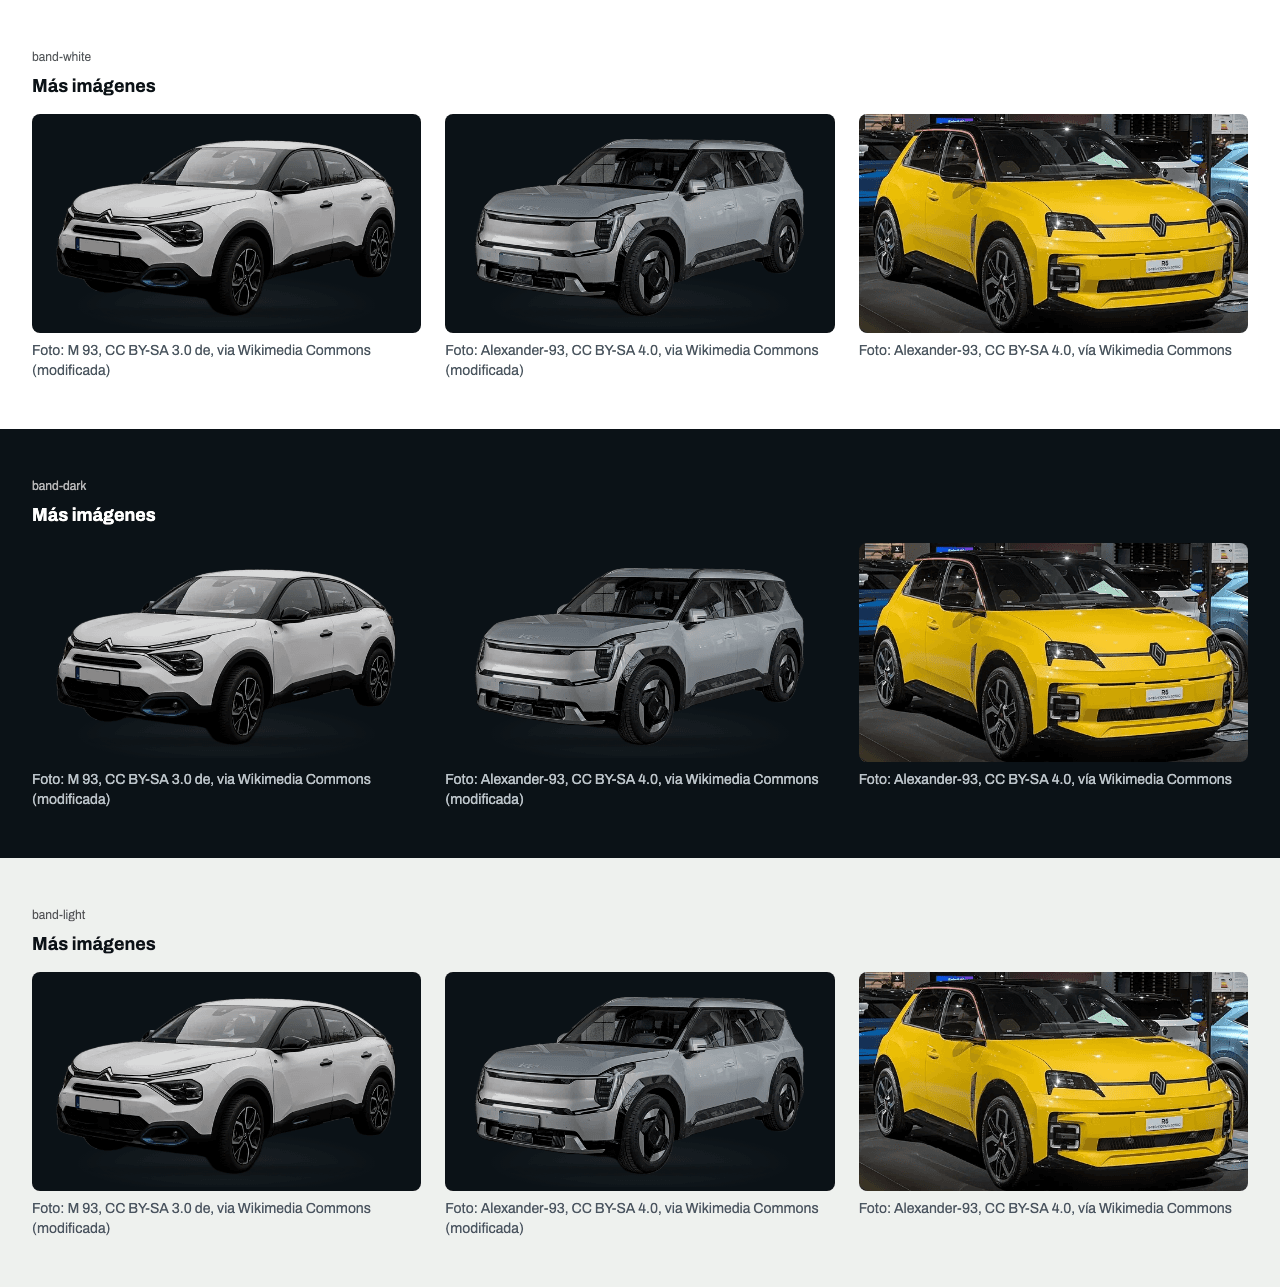 band-white
Más imágenes
Foto: M 93, CC BY-SA 3.0 de, via Wikimedia Commons
(modificada)
Foto: Alexander-93, CC BY-SA 4.0, via Wikimedia Commons
(modificada)
R5
Foto: Alexander-93, CC BY-SA 4.0, vía Wikimedia Commons
band-dark
Más imágenes
Foto: M 93, CC BY-SA 3.0 de, via Wikimedia Commons
(modificada)
Foto: Alexander-93, CC BY-SA 4.0, via Wikimedia Commons
(modificada)
R5
Foto: Alexander-93, CC BY-SA 4.0, vía Wikimedia Commons
band-light
Más imágenes
Foto: M 93, CC BY-SA 3.0 de, via Wikimedia Commons
(modificada)
Foto: Alexander-93, CC BY-SA 4.0, via Wikimedia Commons
(modificada)
R5
Foto: Alexander-93, CC BY-SA 4.0, vía Wikimedia Commons